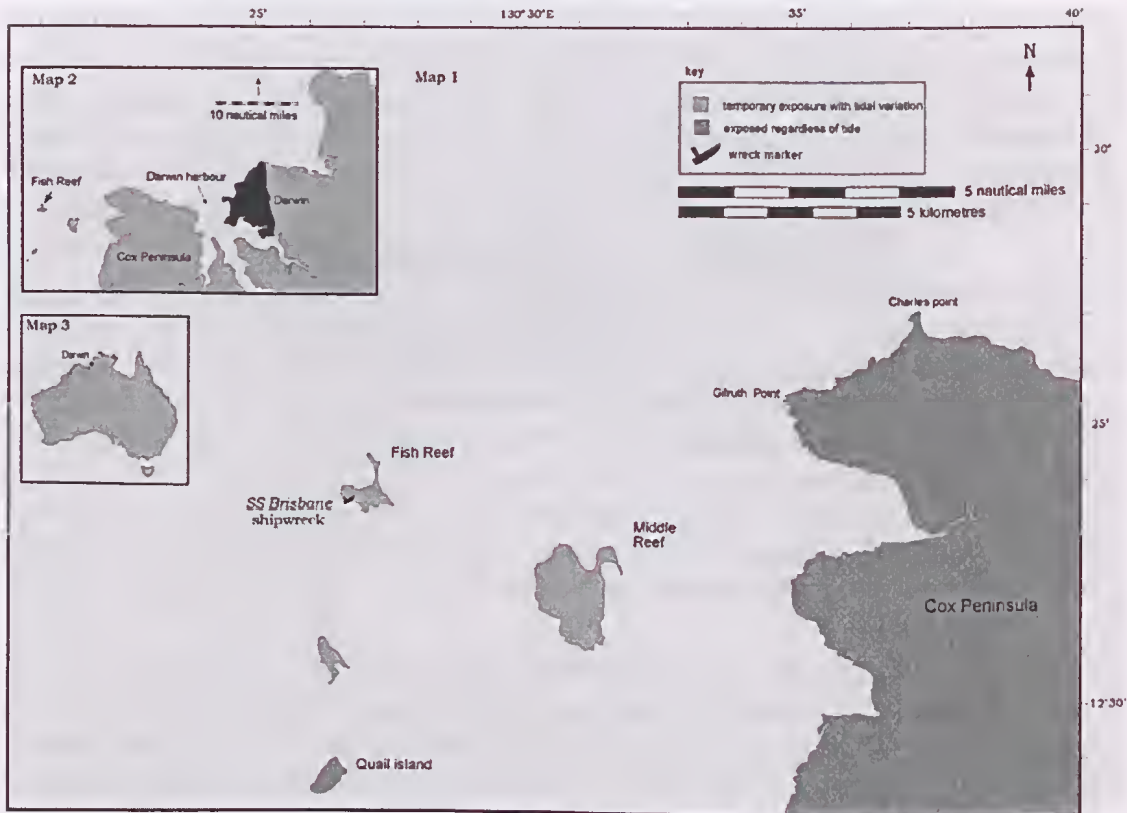 25'
130°30'E
35'
40'
Map 2
10 nautical miles
Fish Reef
Darwin herbour
Darwin
Cox Peninsula
Map 1
N
key
temporary exposure with tidal variation
exposed regardless of tide
wreck marker
5 nautical miles
5 kilometres
20'
Map 3
Darwin
Charles point
Gilruth Point
25'
Fish Reef
SS Brisbane
shipwreck
Middle
Reef
Cox Peninsula
12°30'
Quail island